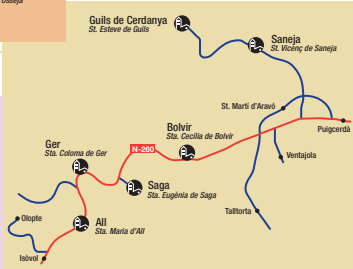 Osseja
Guils de Cerdanya
St. Esteve de Guils
Saneja
St. Vicenç de Saneja
St. Martí d'Aravó
Puigcerdà
Bolvir
Sta. Cecília de Bolvir
N-260
Ger
Sta. Coloma de Ger
Ventajola
Saga
Sta. Eugènia de Saga
Talltorta
Olopte
All
Sta. Maria d'All
Isòvol